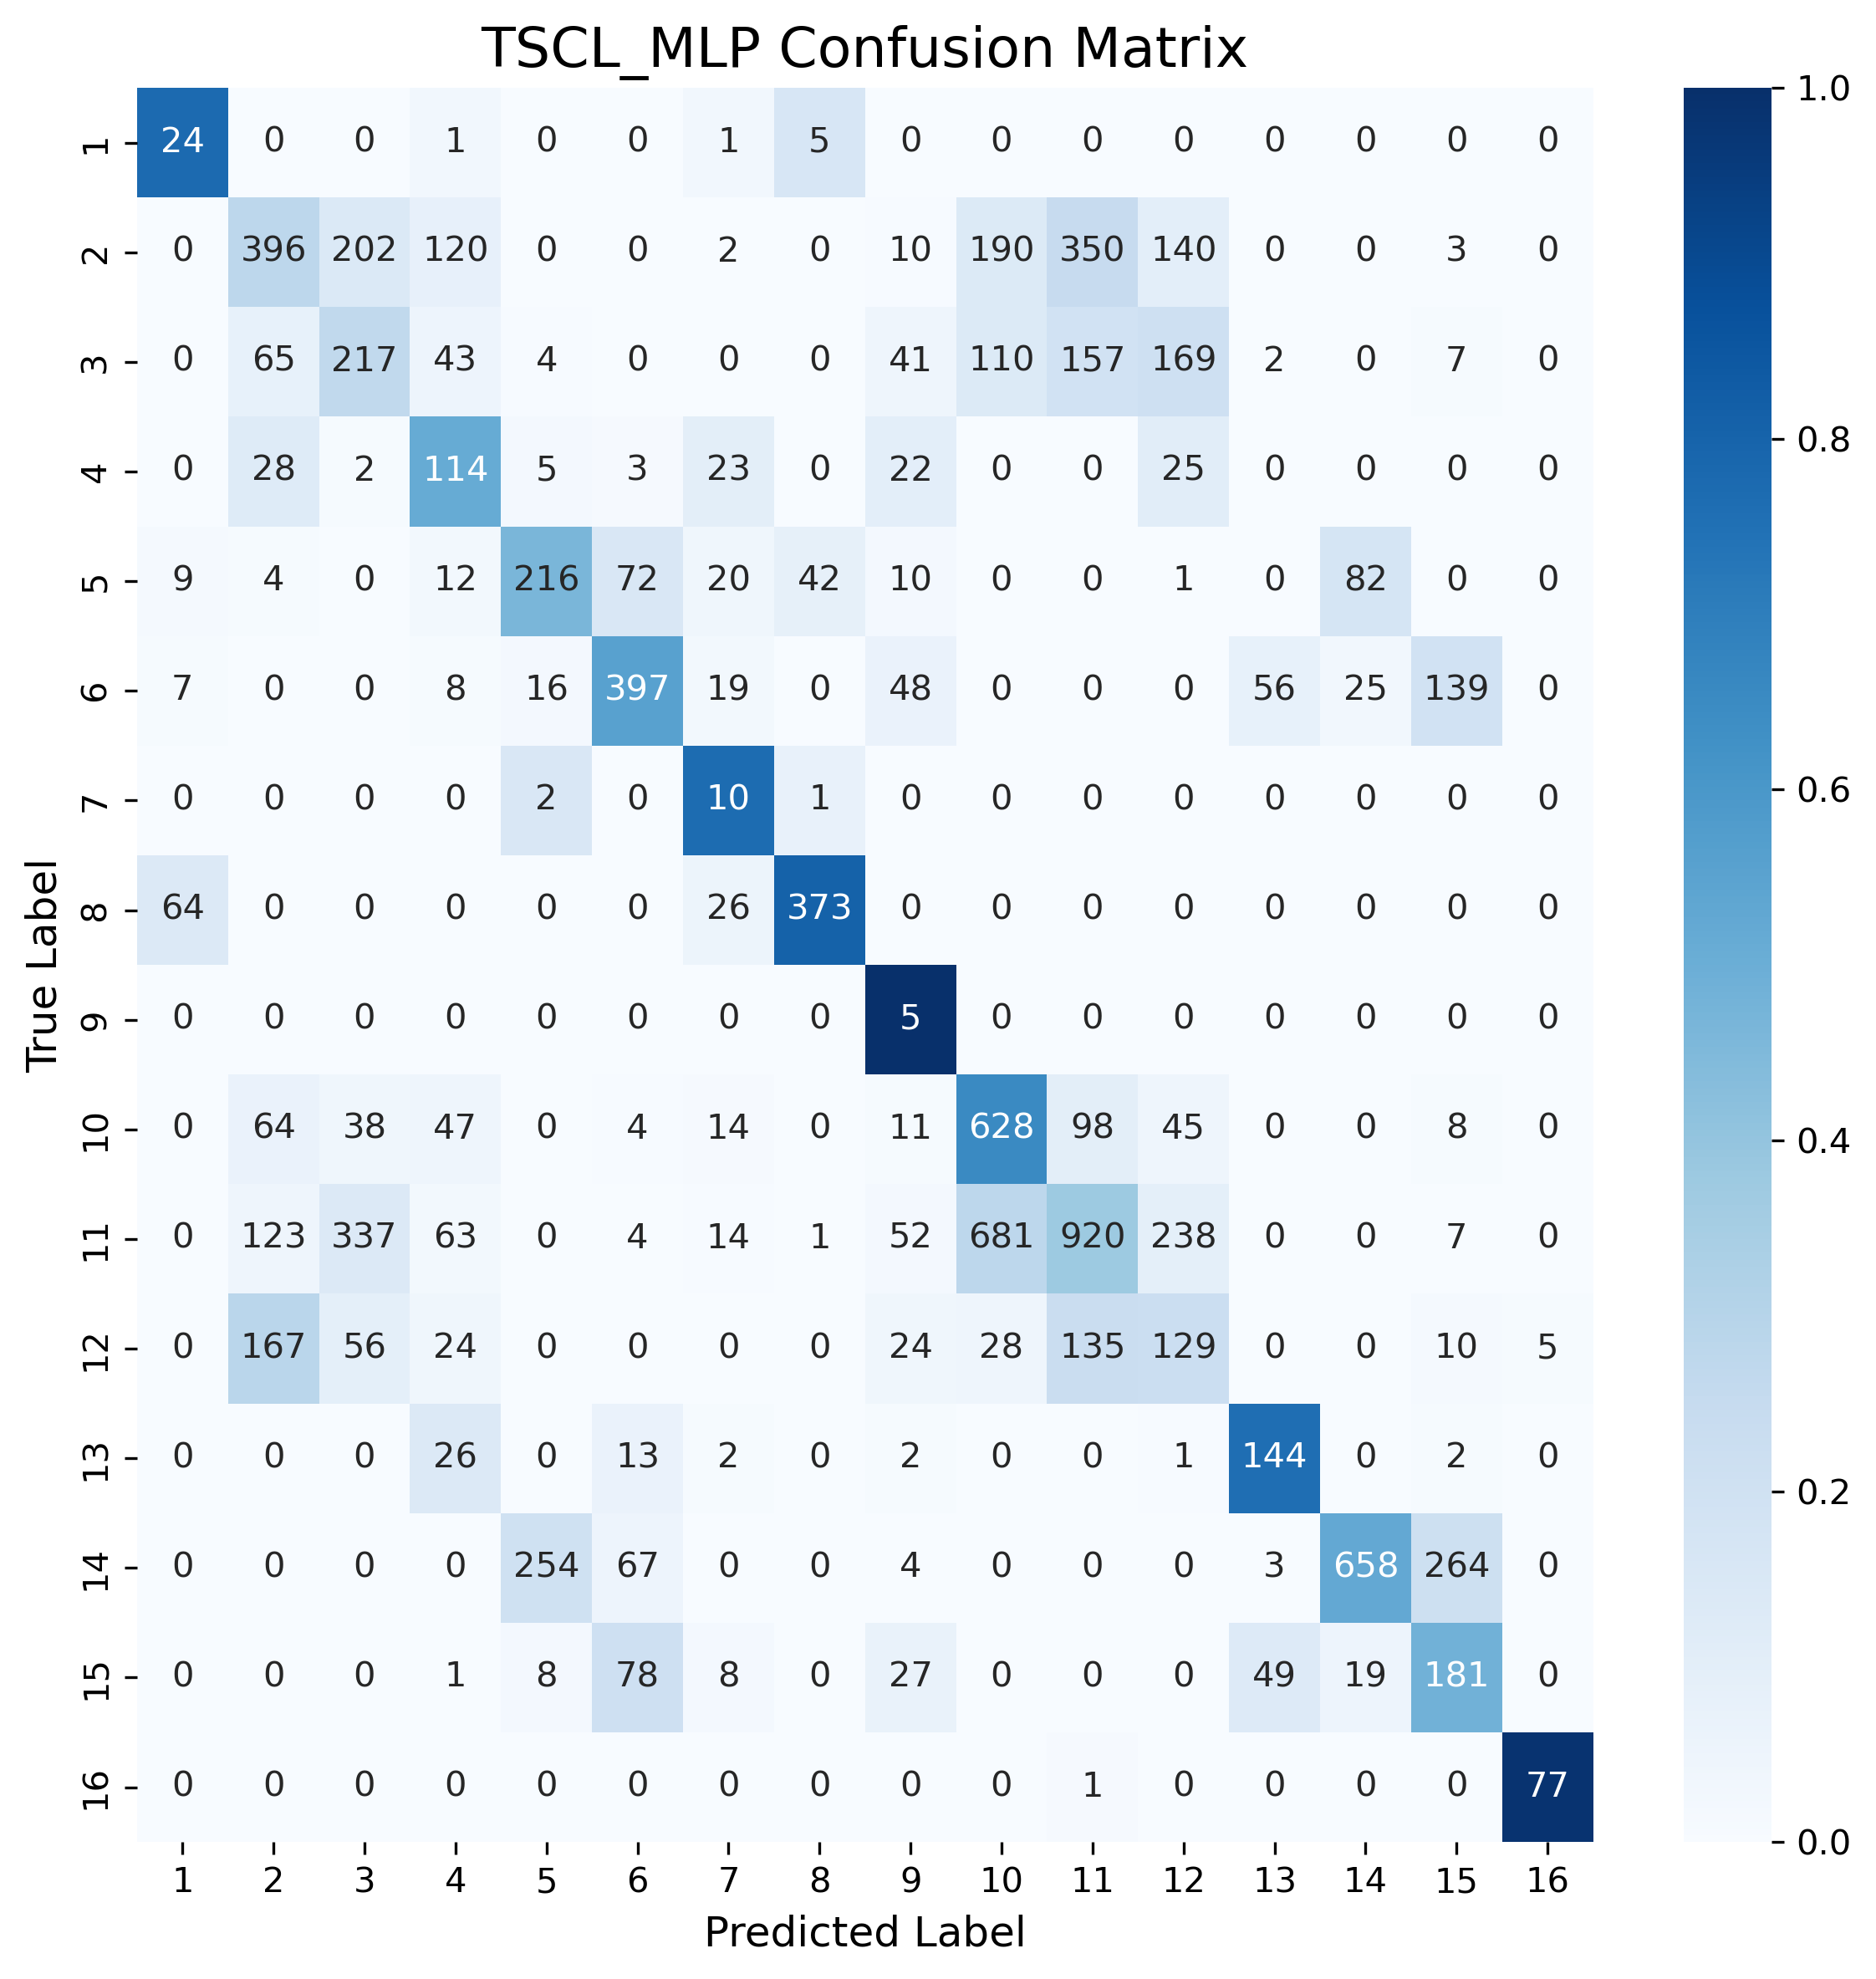 TSCL_MLP Confusion Matrix
1 24 0 0 1 0 0 1 5 0 0 0 0 0 0 0 0
2 0 396 202 120 0 0 2 0 10 190 350 140 0 0 3 0
3 0 65 217 43 4 0 0 0 41 110 157 169 2 0 7 0
4 0 28 2 114 5 3 23 0 22 0 0 25 0 0 0 0
5 9 4 0 12 216 72 20 42 10 0 0 1 0 82 0 0
6 7 0 0 8 16 397 19 0 48 0 0 0 56 25 139 0
7 0 0 0 0 2 0 10 1 0 0 0 0 0 0 0 0
8 64 0 0 0 0 0 26 373 0 0 0 0 0 0 0 0
9 0 0 0 0 0 0 0 0 5 0 0 0 0 0 0 0
10 0 64 38 47 0 4 14 0 11 628 98 45 0 0 8 0
11 0 123 337 63 0 4 14 1 52 681 920 238 0 0 7 0
12 0 167 56 24 0 0 0 0 24 28 135 129 0 0 10 5
13 0 0 0 26 0 13 2 0 2 0 0 1 144 0 2 0
14 0 0 0 0 254 67 0 0 4 0 0 0 3 658 264 0
15 0 0 0 1 8 78 8 0 27 0 0 0 49 19 181 0
16 0 0 0 0 0 0 0 0 0 0 1 0 0 0 0 77
1 2 3 4 5 6 7 8 9 10 11 12 13 14 15 16
Predicted Label
True Label
1.0
0.8
0.6
0.4
0.2
0.0